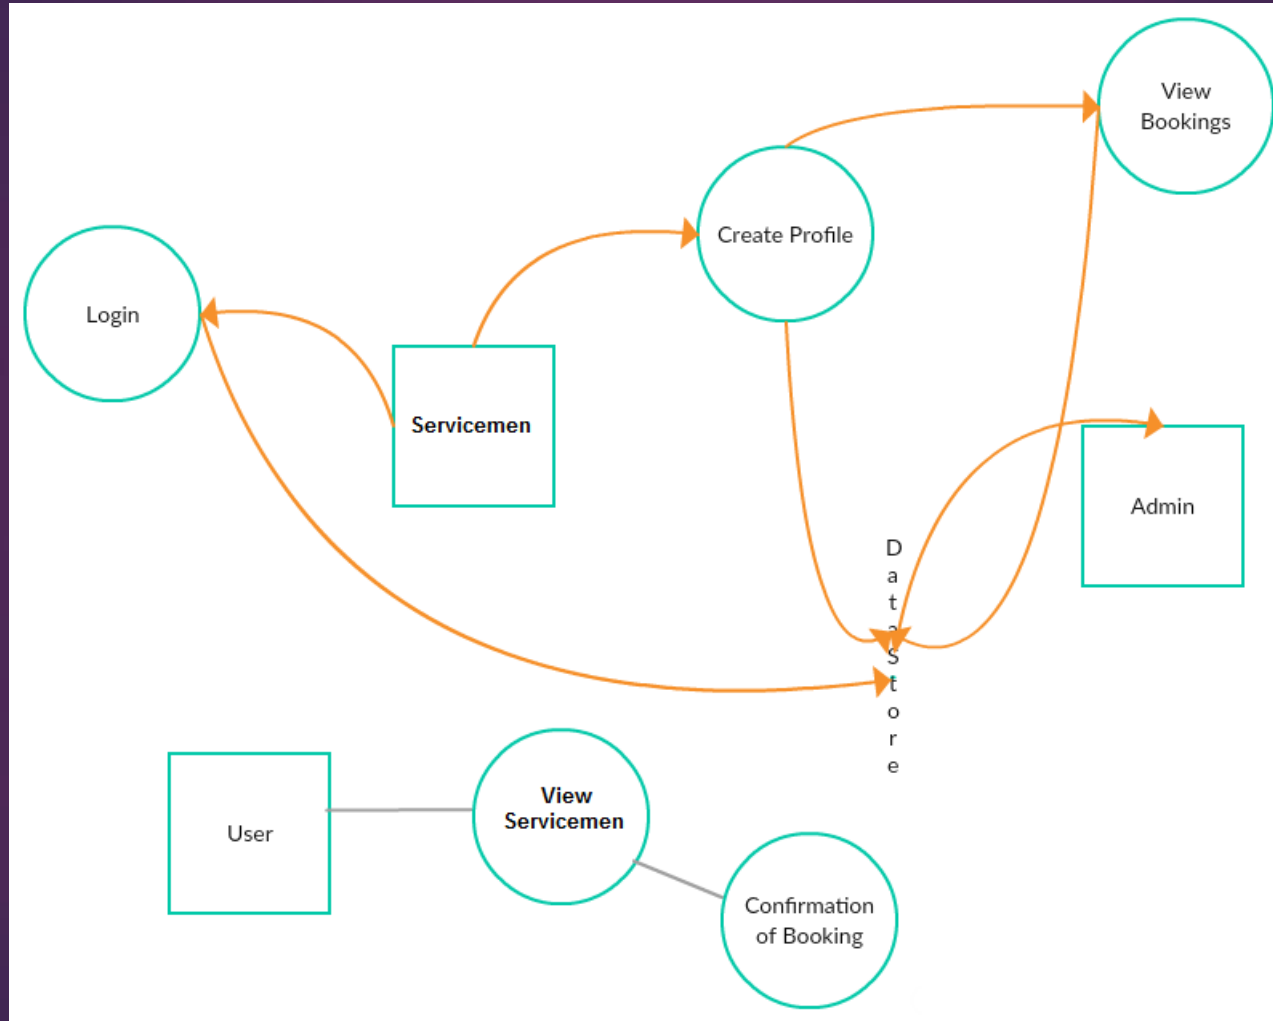 View
Bookings
Create Profile
Login
Servicemen
Admin
D
a
t
a
S
t
o
r
e
View
Servicemen
User
Confirmation
of Booking